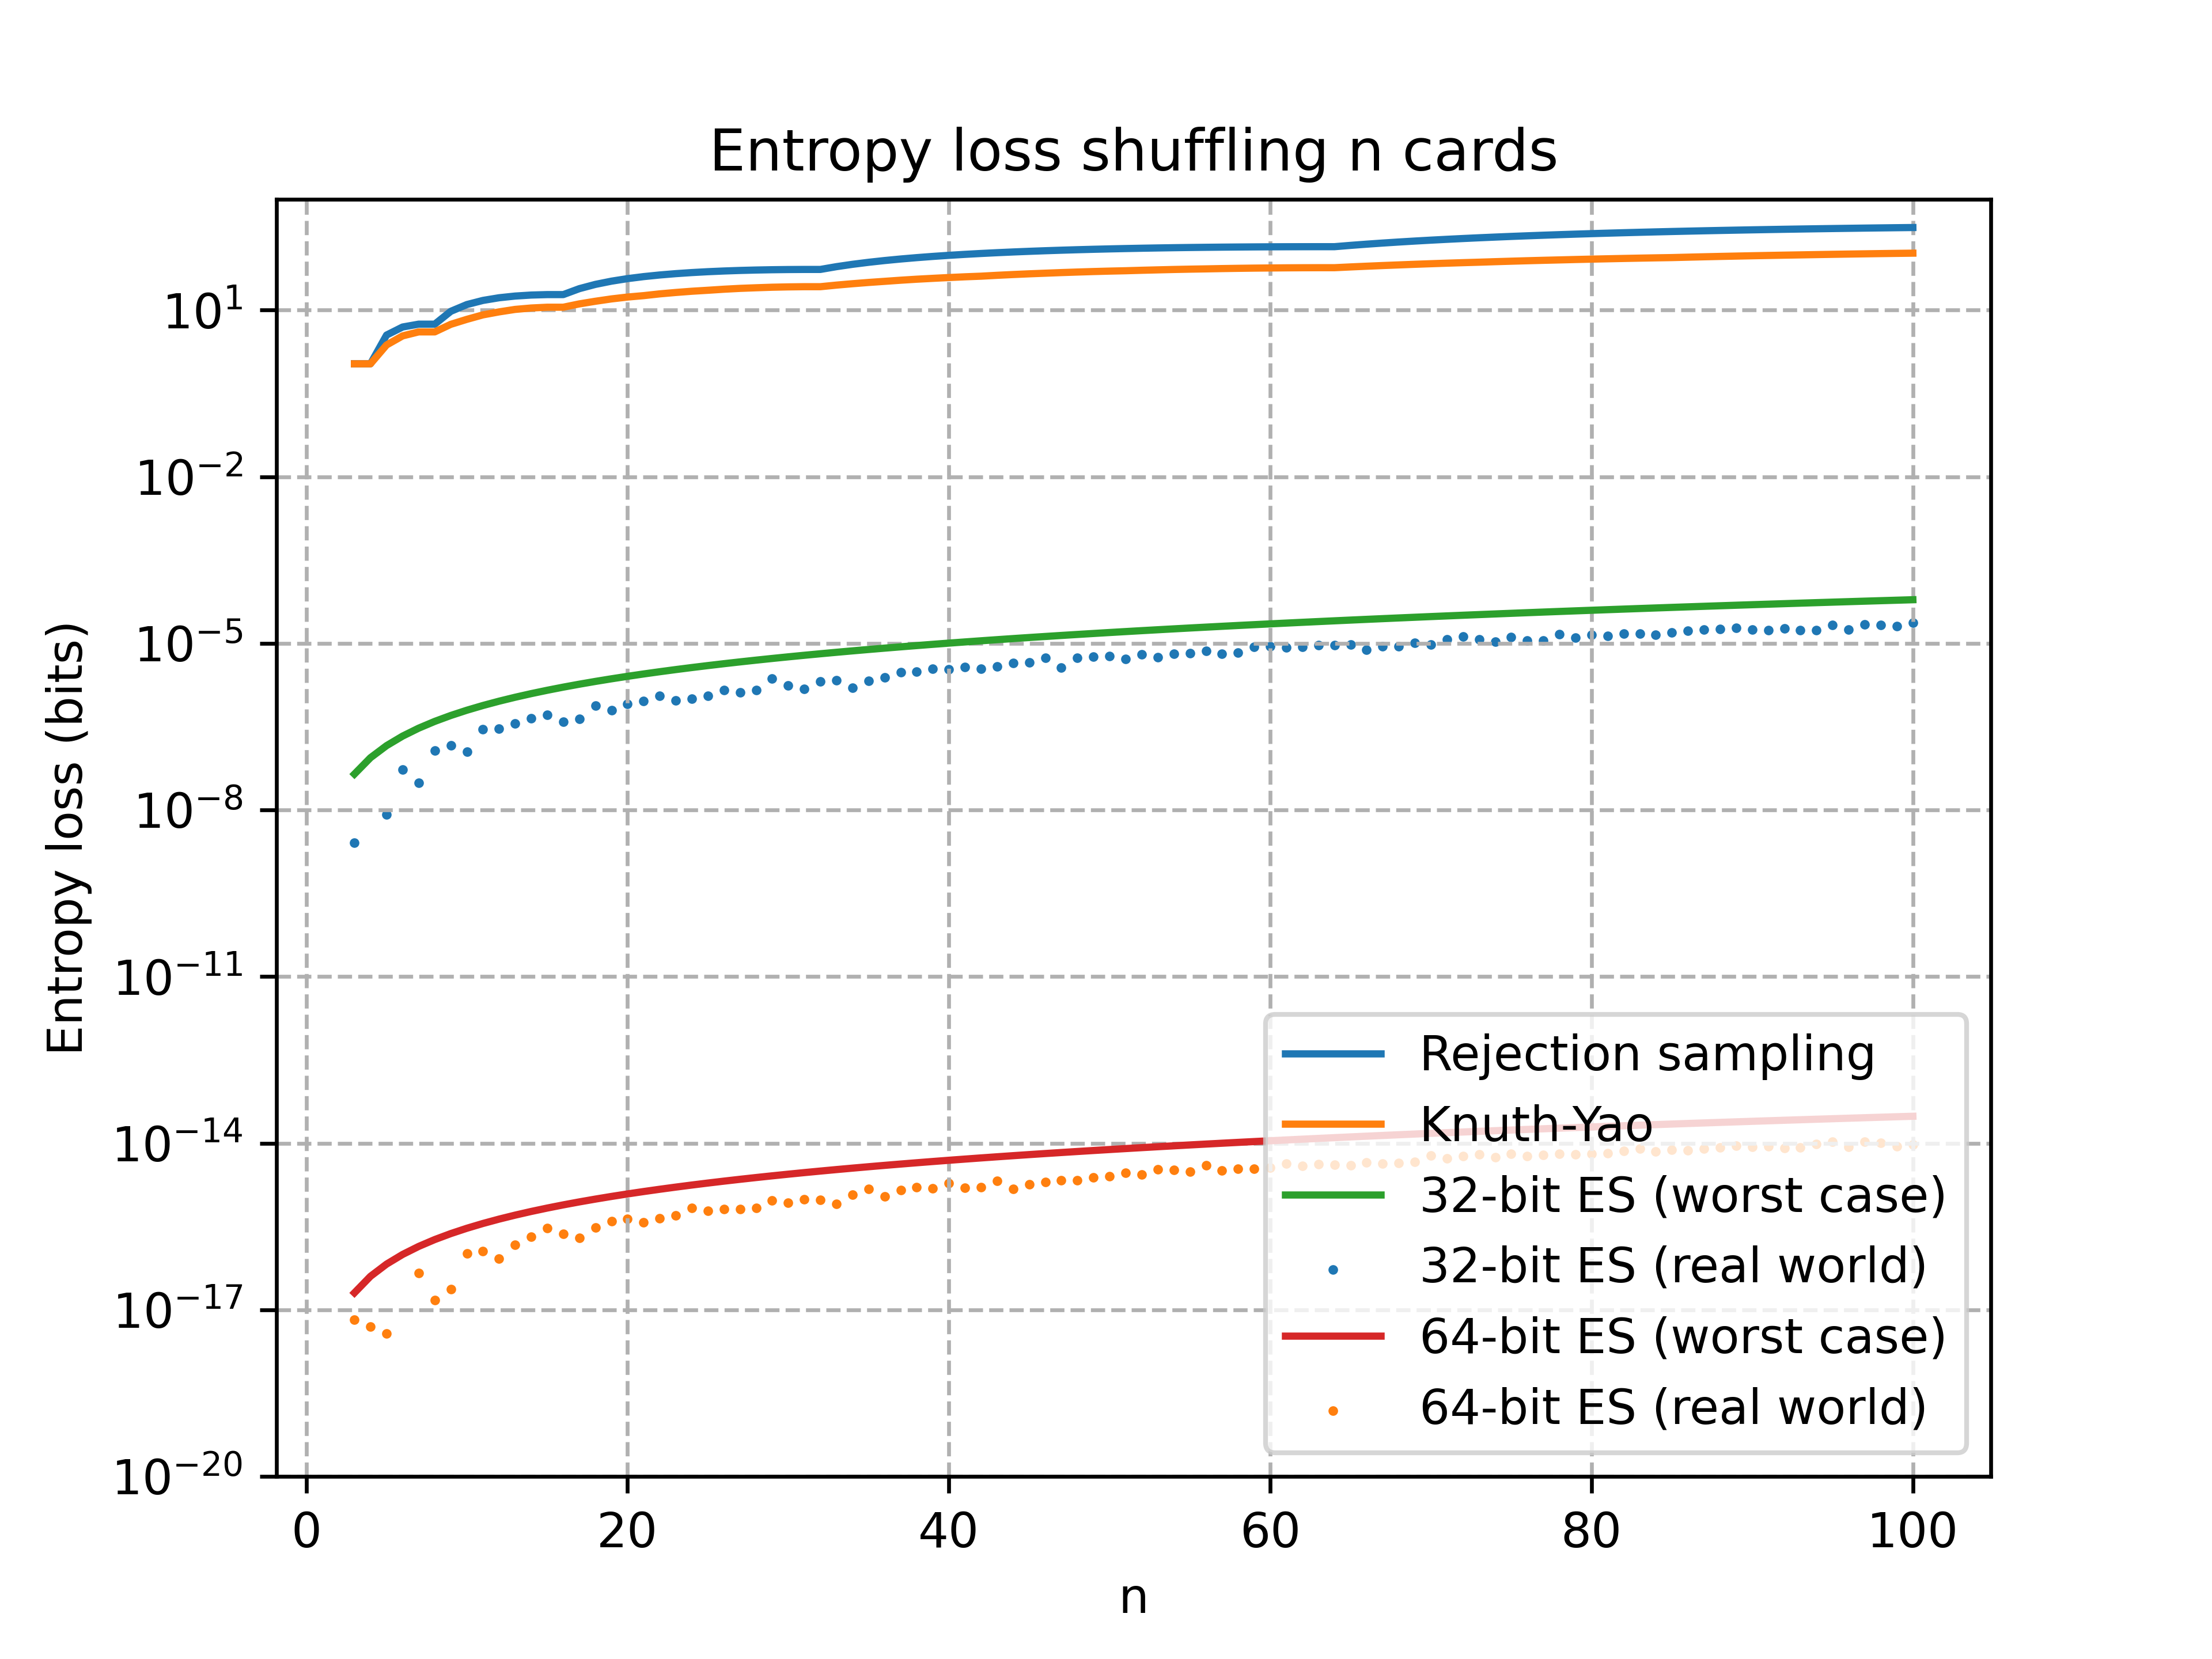 Entropy loss shuffling n cards
Entropy loss (bits)
10¹
10⁻²
10⁻⁵
10⁻⁸
10⁻¹¹
10⁻¹⁴
10⁻¹⁷
10⁻²⁰
Rejection sampling
Knuth-Yao
32-bit ES (worst case)
32-bit ES (real world)
64-bit ES (worst case)
64-bit ES (real world)
0 20 40 60 80 100
n